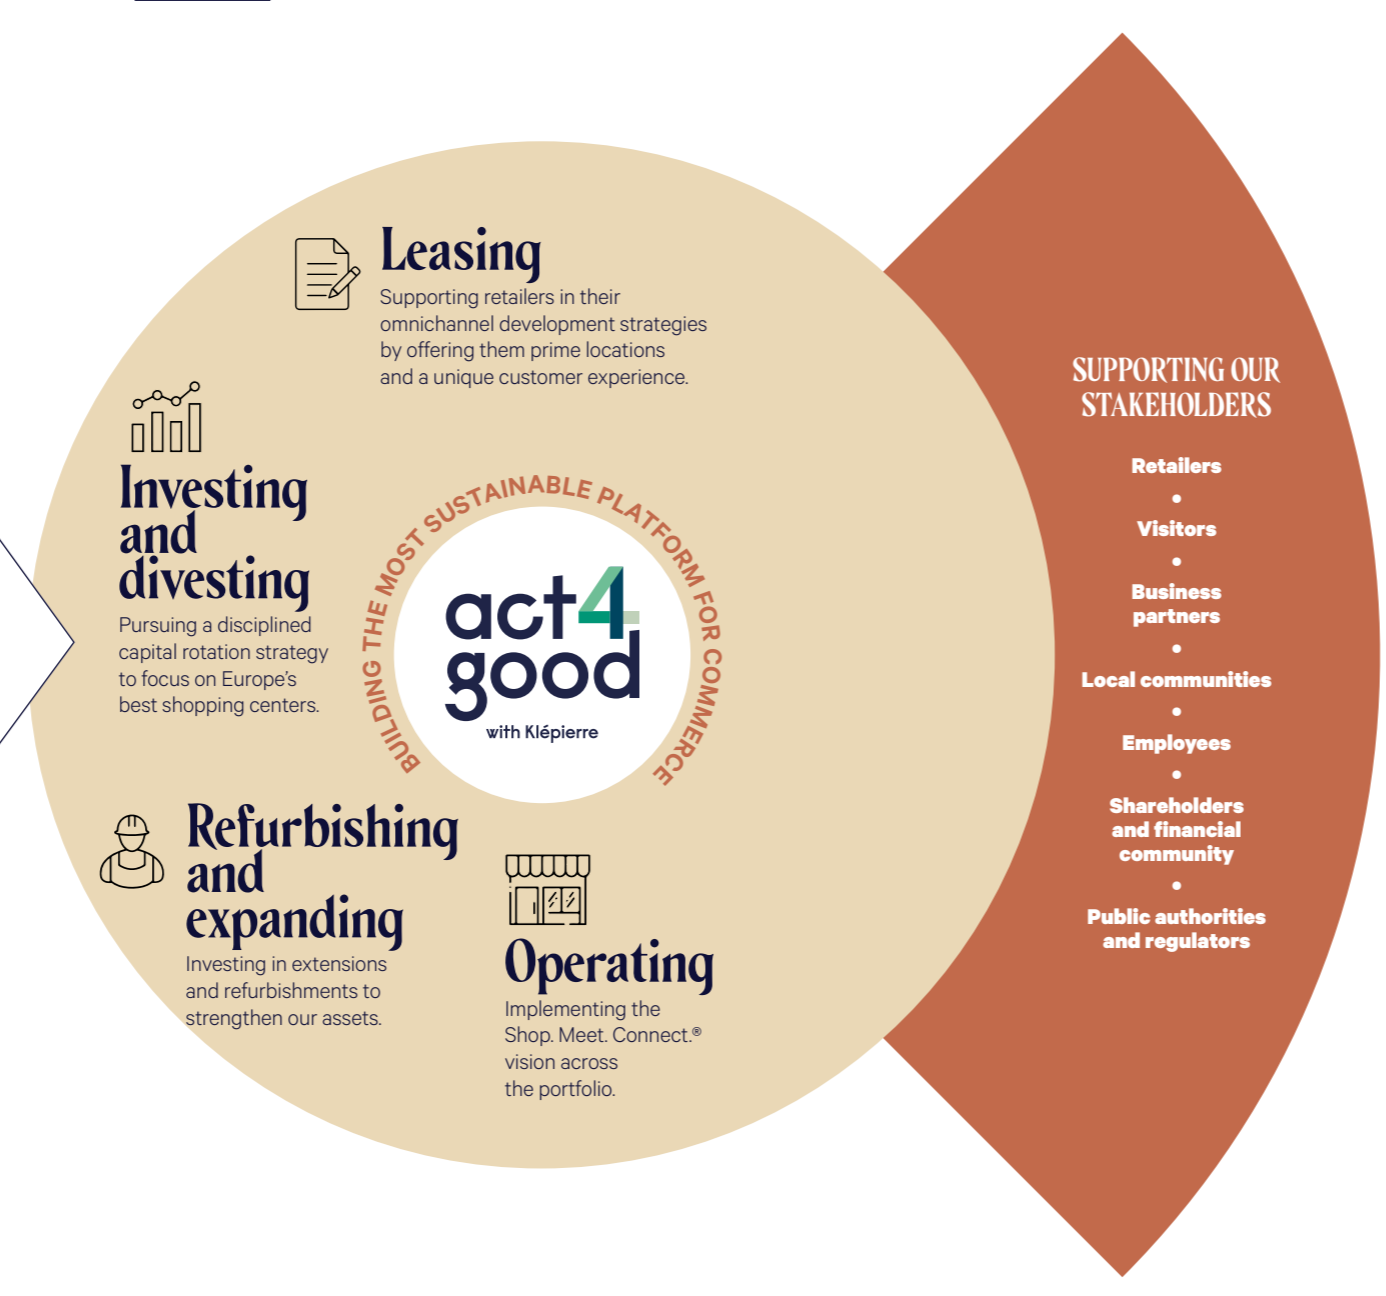 Leasing
Supporting retailers in their
omnichannel development strategies
by offering them prime locations
and a unique customer experience.
Investing
and
divesting
Pursuing a disciplined
capital rotation strategy
to focus on Europe’s
best shopping centers.
BUILDING THE MOST SUSTAINABLE PLATFORM FOR COMMERCE
act4
good
with Klépierre
Refurbishing
and
expanding
Investing in extensions
and refurbishments to
strengthen our assets.
Operating
Implementing the
Shop. Meet. Connect.®
vision across
the portfolio.
SUPPORTING OUR
STAKEHOLDERS
Retailers
•
Visitors
•
Business
partners
•
Local communities
•
Employees
•
Shareholders
and financial
community
•
Public authorities
and regulators